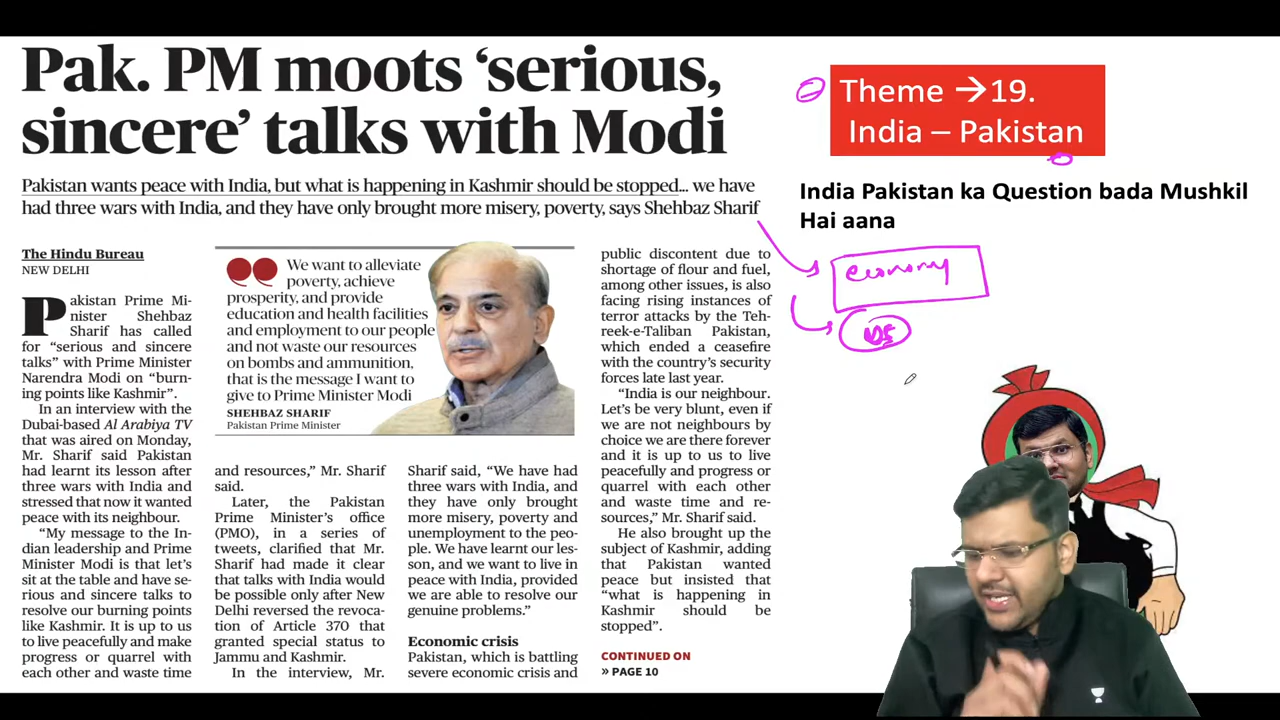 Pak. PM moots ‘serious,
sincere’ talks with Modi
Pakistan wants peace with India, but what is happening in Kashmir should be stopped... we have
had three wars with India, and they have only brought more misery, poverty, says Shehbaz Sharif
The Hindu Bureau
NEW DELHI
Pakistan Prime Mi-
nister Shehbaz
Sharif has called
for “serious and sincere
talks” with Prime Minister
Narendra Modi on “burn-
ing points like Kashmir”.
In an interview with the
Dubai-based Al Arabiya TV
that was aired on Monday,
Mr. Sharif said Pakistan
had learnt its lesson after
three wars with India and
stressed that now it wanted
peace with its neighbour.
“My message to the In-
dian leadership and Prime
Minister Modi is that let’s
sit at the table and have se-
rious and sincere talks to
resolve our burning points
like Kashmir. It is up to us
to live peacefully and make
progress or quarrel with
each other and waste time
We want to alleviate
poverty, achieve
prosperity, and provide
education and health facilities
and employment to our people
and not waste our resources
on bombs and ammunition,
that is the message I want to
give to Prime Minister Modi
SHEHBAZ SHARIF
Pakistan Prime Minister
and resources,” Mr. Sharif
said.
Later, the Pakistan
Prime Minister’s office
(PMO), in a series of
tweets, clarified that Mr.
Sharif had made it clear
that talks with India would
be possible only after New
Delhi reversed the revoca-
tion of Article 370 that
granted special status to
Jammu and Kashmir.
In the interview, Mr.
Sharif said, “We have had
three wars with India, and
they have only brought
more misery, poverty and
unemployment to the peo-
ple. We have learnt our les-
son, and we want to live in
peace with India, provided
we are able to resolve our
genuine problems.”
Economic crisis
Pakistan, which is battling
severe economic crisis and
public discontent due to
shortage of flour and fuel,
among other issues, is also
facing rising instances of
terror attacks by the Teh-
reek-e-Taliban Pakistan,
which ended a ceasefire
with the country’s security
forces late last year.
“India is our neighbour.
Let’s be very blunt, even if
we are not neighbours by
choice we are there forever
and it is up to us to live
peacefully and progress or
quarrel with each other
and waste time and re-
sources,” Mr. Sharif said.
He also brought up the
subject of Kashmir, adding
that Pakistan wanted
peace but insisted that
“what is happening in
Kashmir should be
stopped”.
CONTINUED ON
» PAGE 10
Theme →19.
India – Pakistan
India Pakistan ka Question bada Mushkil
Hai aana
economy